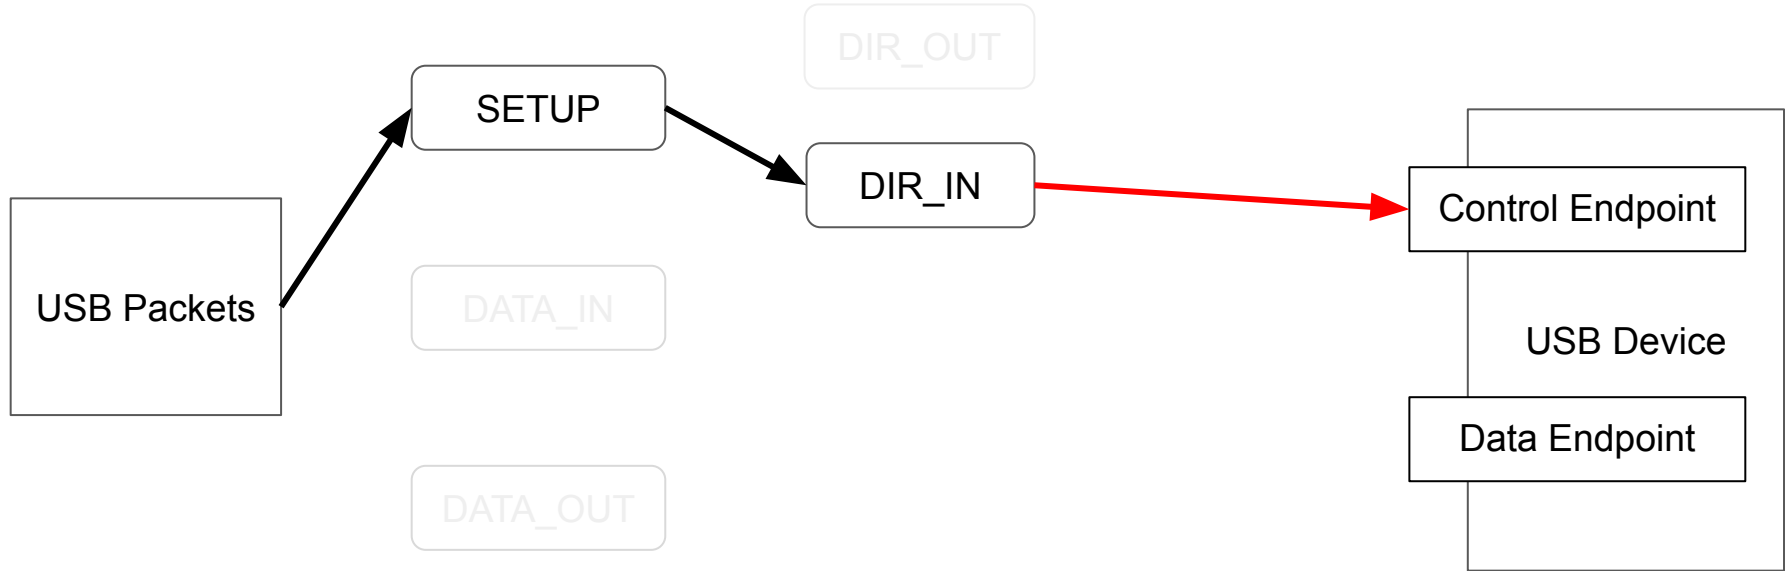 DIR_OUT
SETUP
DIR_IN
Control Endpoint
USB Packets
DATA_IN
USB Device
Data Endpoint
DATA_OUT